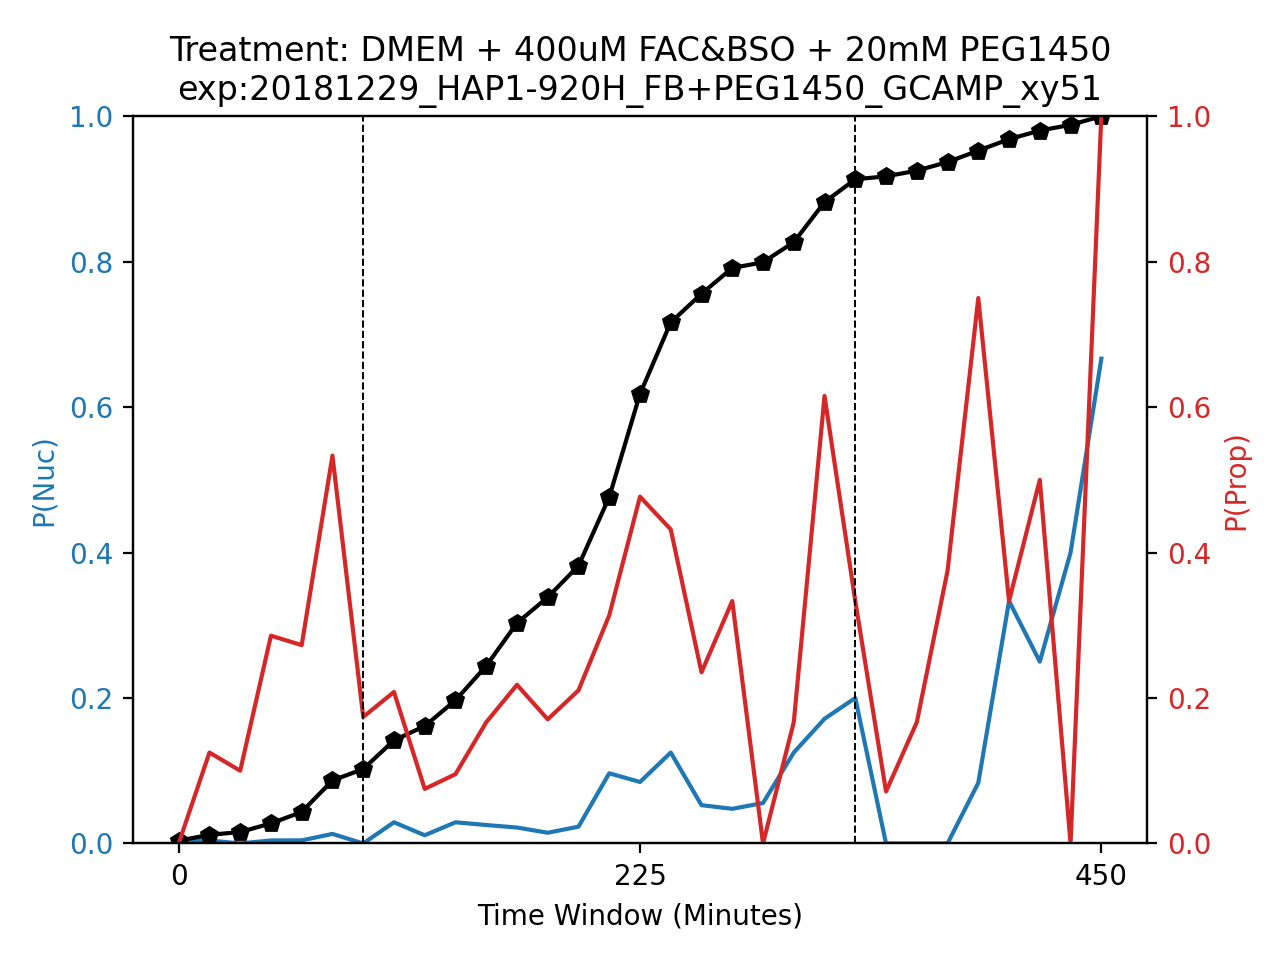 Treatment: DMEM + 400uM FAC&BSO + 20mM PEG1450
exp:20181229_HAP1-920H_FB+PEG1450_GCAMP_xy51
1.0
0.8
0.6
0.4
0.2
0.0
P(Nuc)
1.0
0.8
0.6
0.4
0.2
0.0
P(Prop)
0 225 450
Time Window (Minutes)